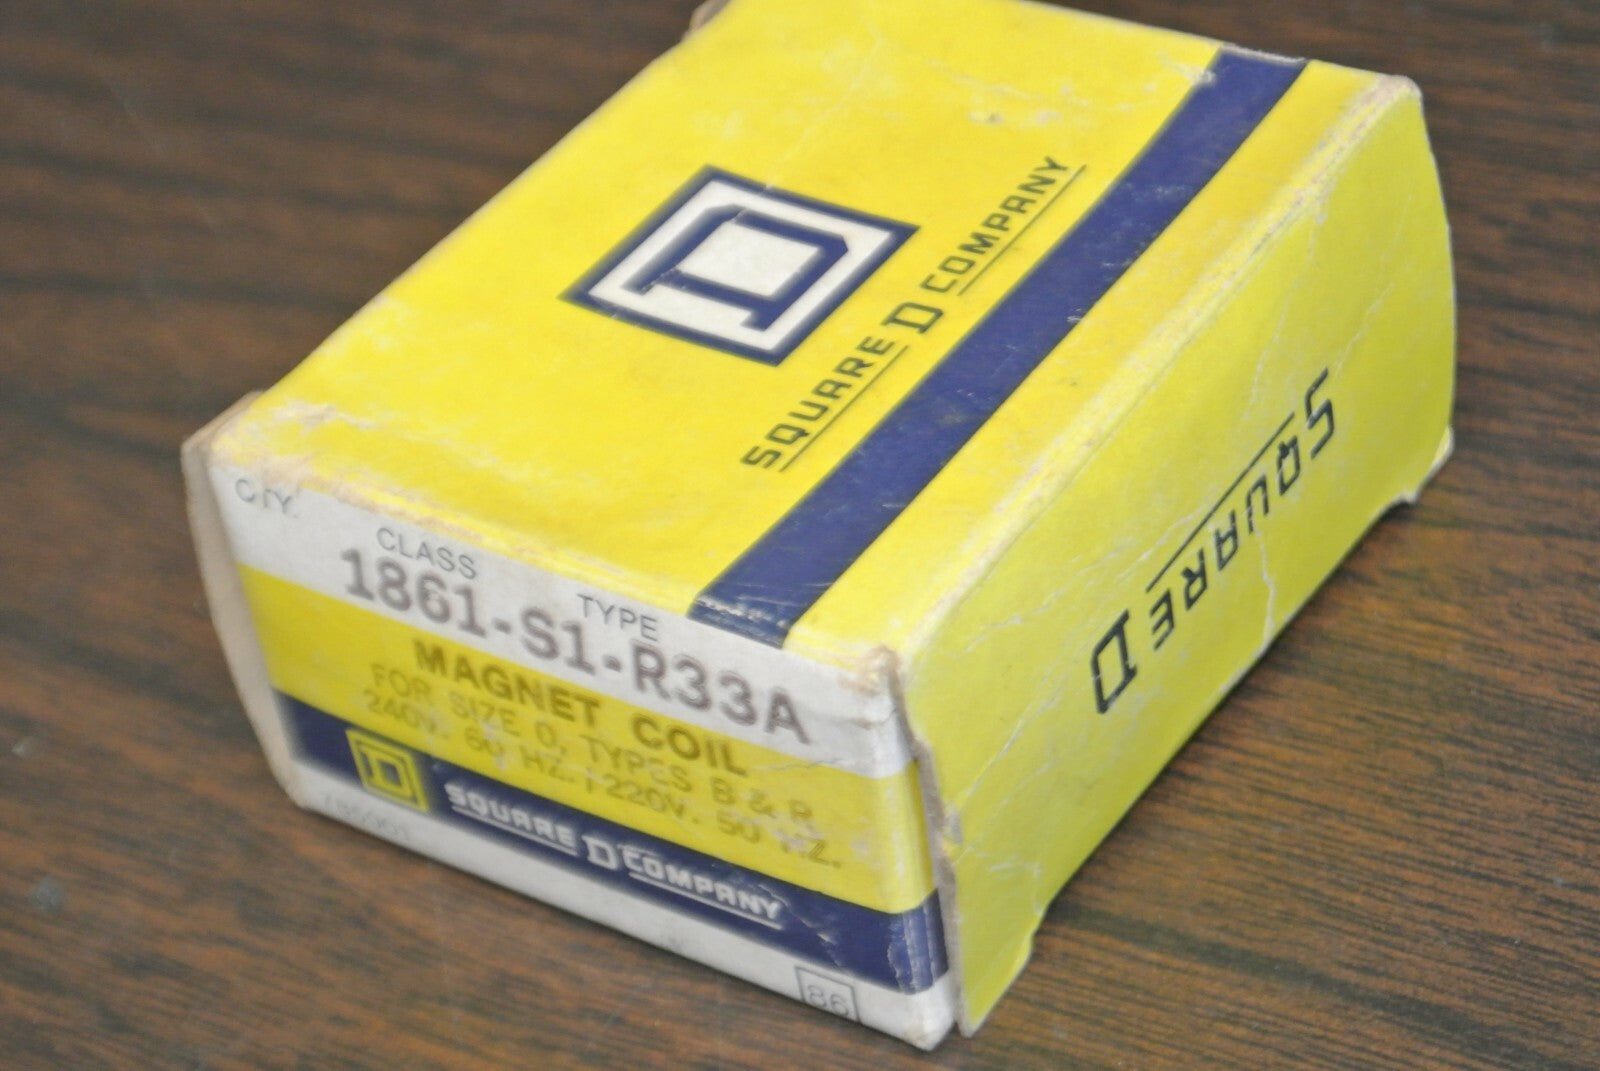 D
SQUARE D COMPANY
SQUARE D
QTY.
CLASS
TYPE
1861-S1-R33A
MAGNET COIL
FOR SIZE 0, TYPES B & R
240V. 60 HZ. / 220V. 50 HZ.
D
SQUARE D COMPANY
86